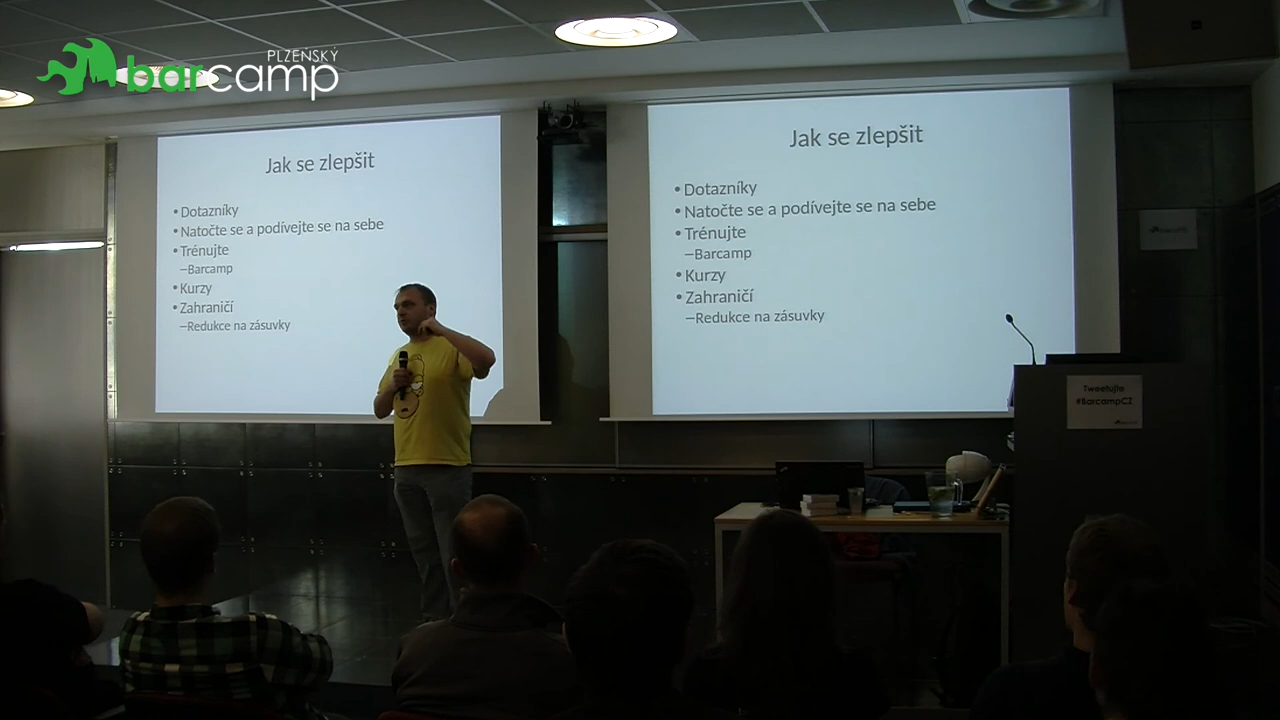 PLZEŇSKÝ
barcamp
Jak se zlepšit
• Dotazníky
• Natočte se a podívejte se na sebe
• Trénujte
–Barcamp
• Kurzy
• Zahraničí
–Redukce na zásuvky
Jak se zlepšit
• Dotazníky
• Natočte se a podívejte se na sebe
• Trénujte
–Barcamp
• Kurzy
• Zahraničí
–Redukce na zásuvky
Tweetujte
#BarcampCZ